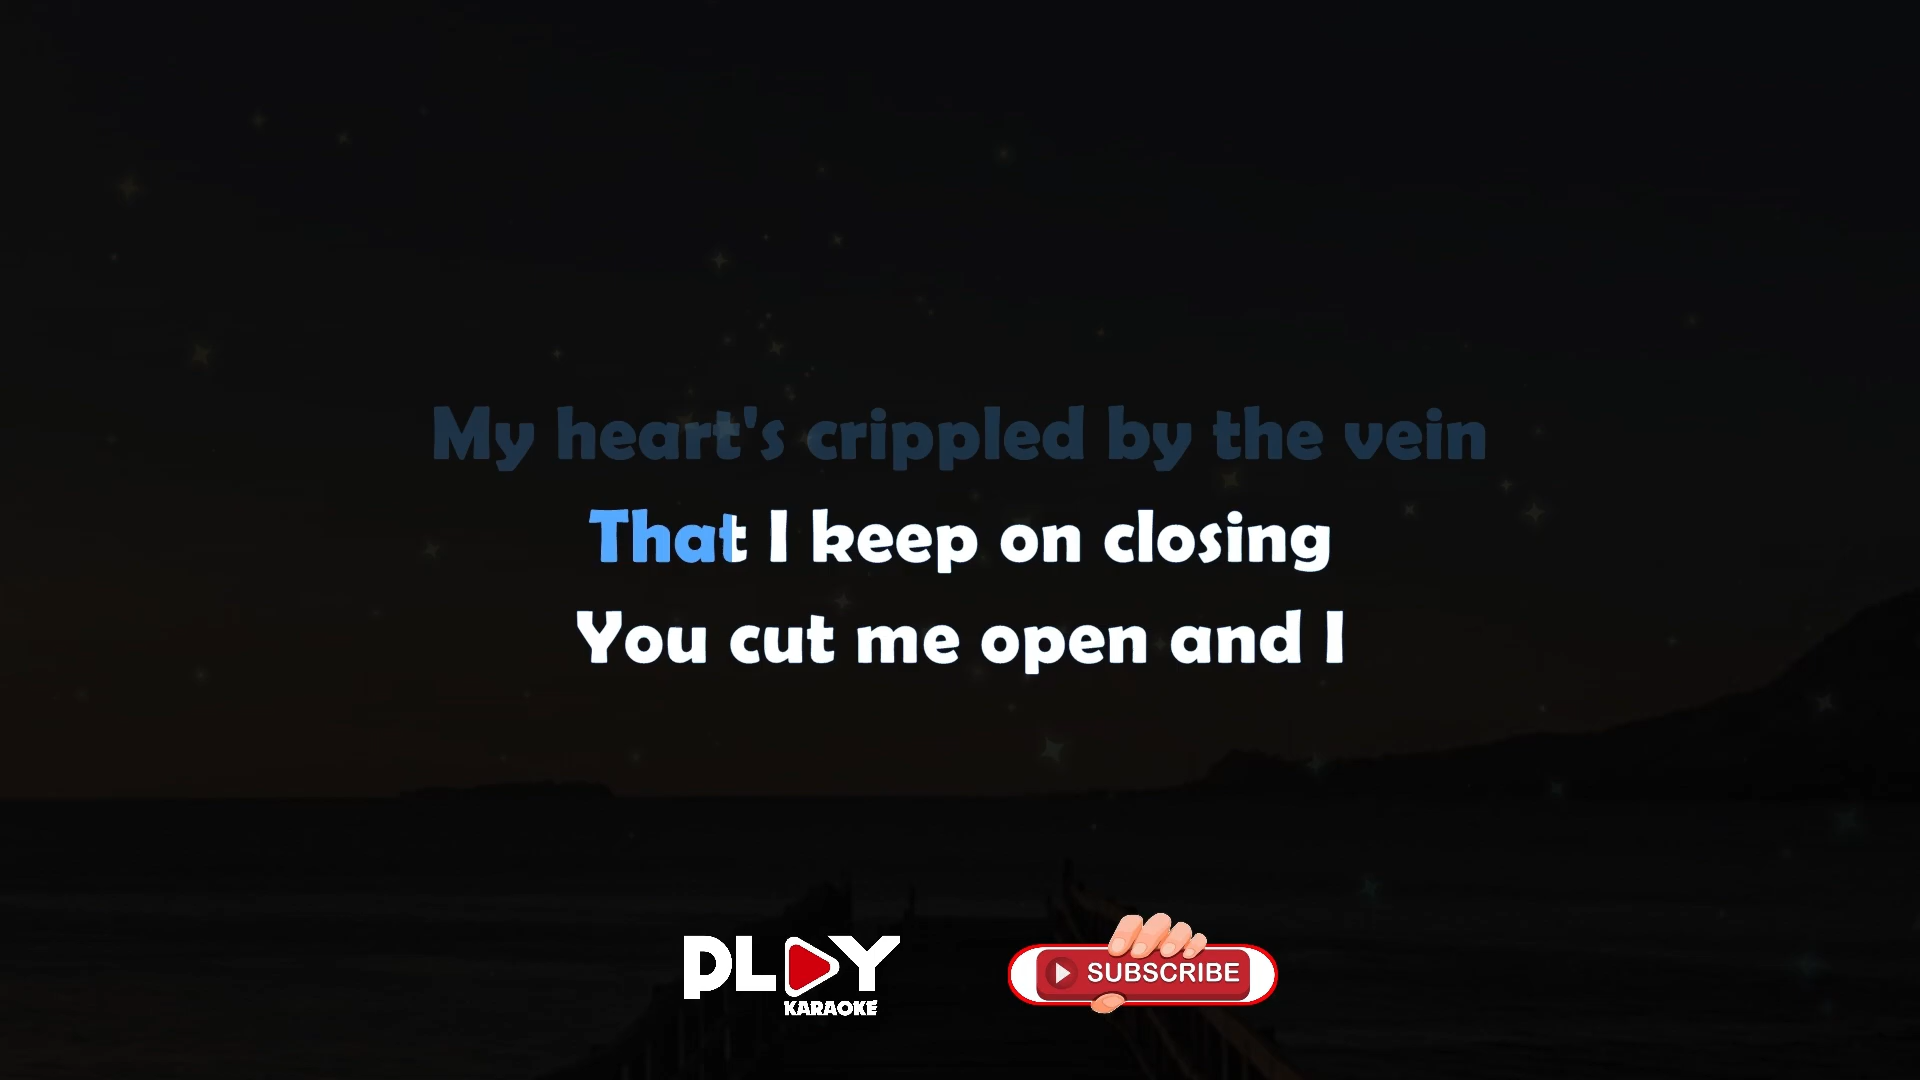 My heart's crippled by the vein
That I keep on closing
You cut me open and I
PLAY
KARAOKE
SUBSCRIBE